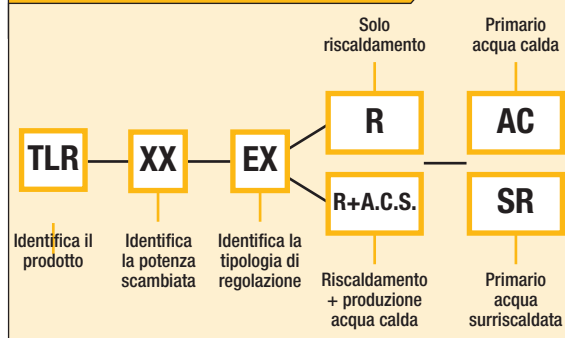 Solo
riscaldamento
Primario
acqua calda
R
AC
TLR
XX
EX
R+A.C.S.
SR
Identifica il
prodotto
Identifica
la potenza
scambiata
Identifica la
tipologia di
regolazione
Riscaldamento
+ produzione
acqua calda
Primario
acqua
surriscaldata